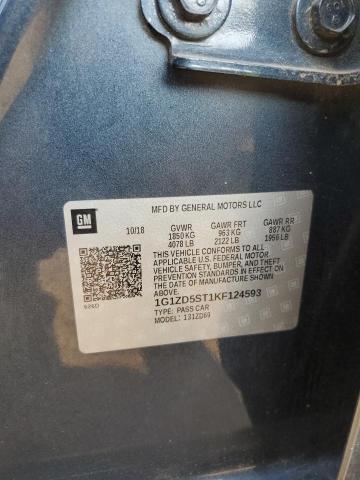 GM
MFD BY GENERAL MOTORS LLC
10/18 GVWR GAWR FRT GAWR RR
1850 KG 963 KG 887 KG
4078 LB 2122 LB 1956 LB
THIS VEHICLE CONFORMS TO ALL
APPLICABLE U.S. FEDERAL MOTOR
VEHICLE SAFETY, BUMPER, AND THEFT
PREVENTION STANDARDS IN EFFECT ON
THE DATE OF MANUFACTURE SHOWN ABOVE.
1G1ZD5ST1KF124593
TYPE: PASS CAR
MODEL: 131ZD69